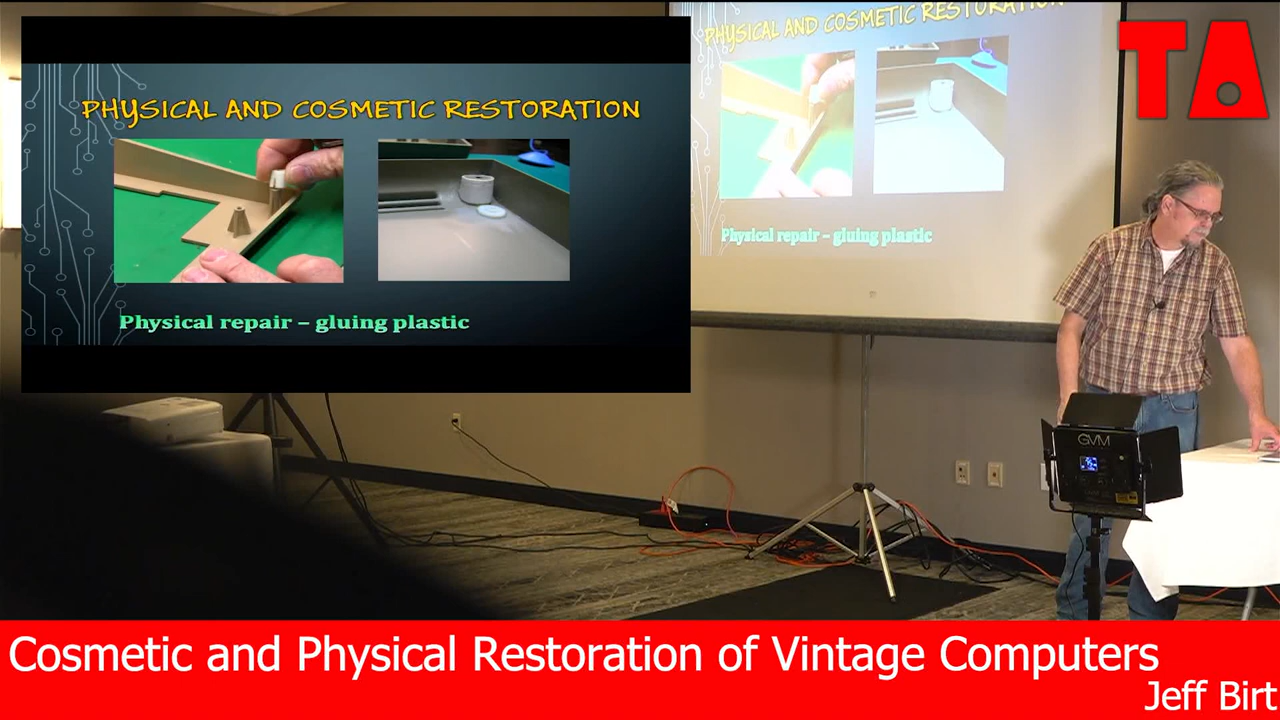 PHYSICAL AND COSMETIC RESTORATION
Physical repair – gluing plastic
PHYSICAL AND COSMETIC RESTORATION
Physical repair – gluing plastic
TA
GVM
Cosmetic and Physical Restoration of Vintage Computers
Jeff Birt